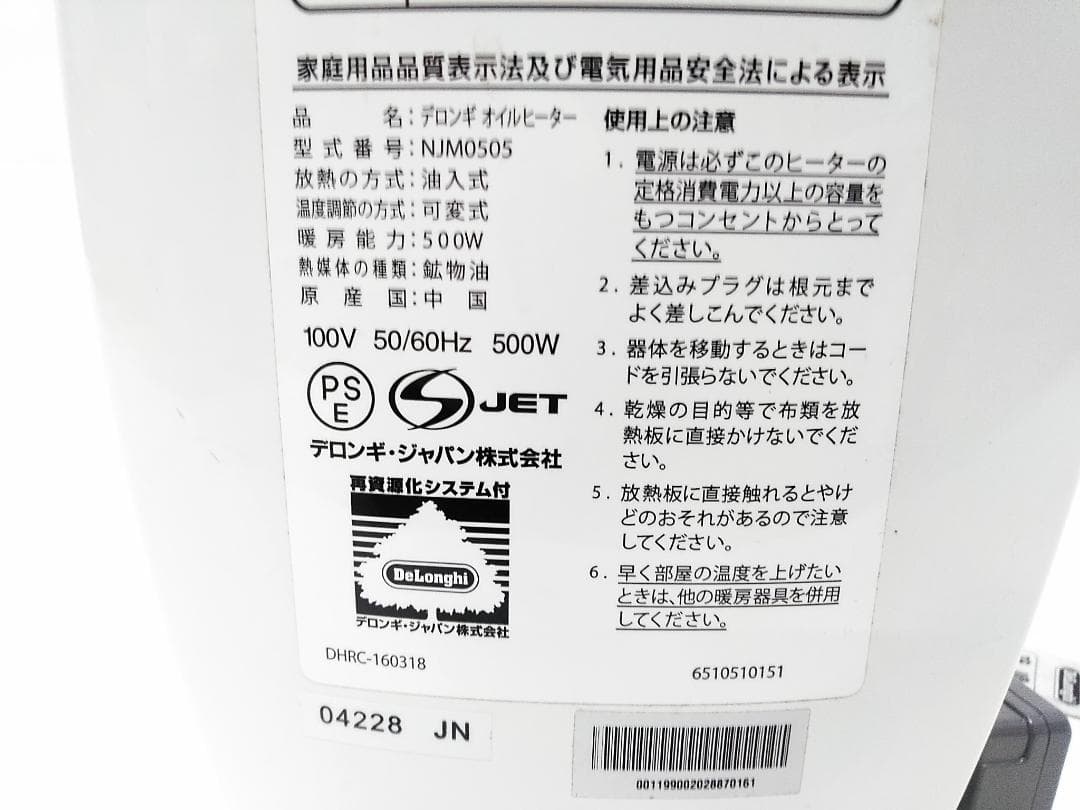 家庭用品品質表示法及び電気用品安全法による表示
品 名：デロンギ オイルヒーター
型式番号：NJM0505
放熱の方式：油入式
温度調節の方式：可変式
暖房能力：500W
熱媒体の種類：鉱物油
原産国：中国
100V 50/60Hz 500W
PS
E
JET
デロンギ・ジャパン株式会社
再資源化システム付
DeLonghi
デロンギ・ジャパン株式会社
DHRC-160318
使用上の注意
1. 電源は必ずこのヒーターの
定格消費電力以上の容量を
もつコンセントからとって
ください。
2. 差込みプラグは根元まで
よく差しこんでください。
3. 器体を移動するときはコー
ドを引張らないでください。
4. 乾燥の目的等で布類を放
熱板に直接かけないでくだ
さい。
5. 放熱板に直接触れるとやけ
どのおそれがあるので注意
してください。
6. 早く部屋の温度を上げたい
ときは、他の暖房器具を併用
してください。
6510510151
04228 JN
001199002028870161